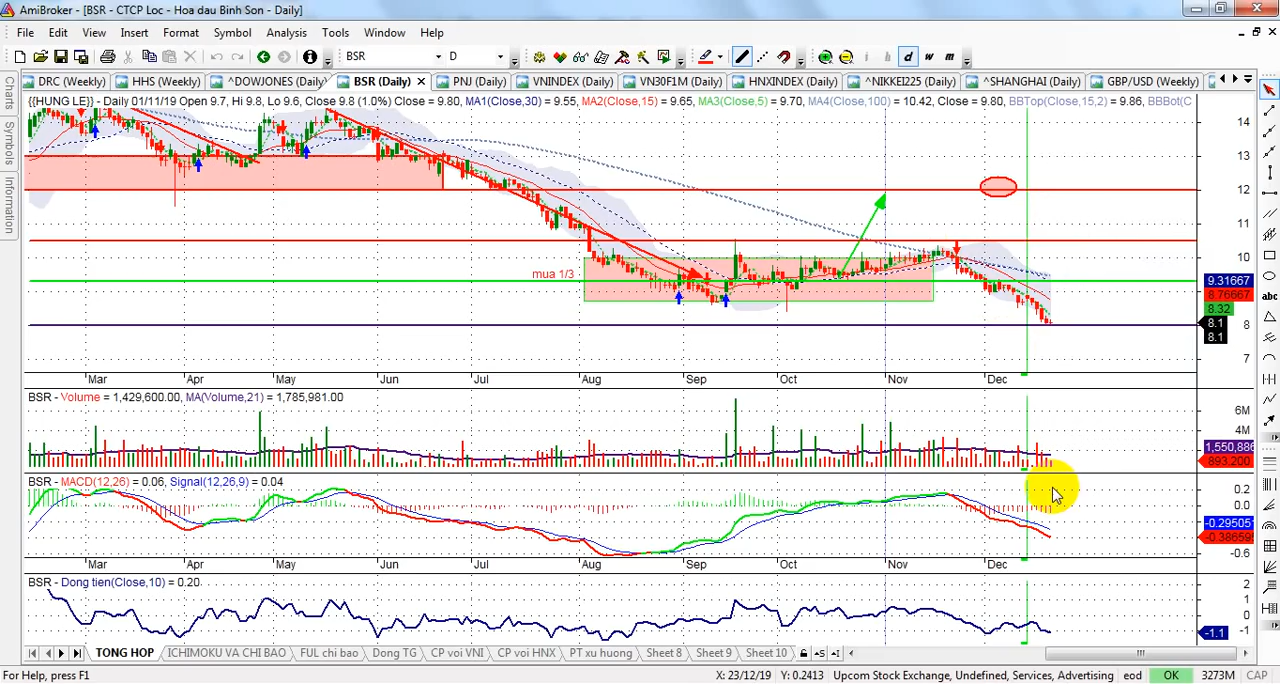 AmiBroker - [BSR - CTCP Loc - Hoa dau Binh Son - Daily]
File Edit View Insert Format Symbol Analysis Tools Window Help
BSR D d w m
DRC (Weekly) HHS (Weekly) ^DOWJONES (Daily) BSR (Daily) PNJ (Daily) VNINDEX (Daily) VN30F1M (Daily) HNXINDEX (Daily) ^NIKKEI225 (Daily) ^SHANGHAI (Daily) GBP/USD (Weekly)
Charts
Symbols
Information
{{HUNG LE}} - Daily 01/11/19 Open 9.7, Hi 9.8, Lo 9.6, Close 9.8 (1.0%) Close = 9.80, MA1(Close,30) = 9.55, MA2(Close,15) = 9.65, MA3(Close,5) = 9.70, MA4(Close,100) = 10.42, Close = 9.80, BBTop(Close,15,2) = 9.86, BBBot(C
14
13
12
11
10
mua 1/3
9.31667
8.76667
8.32
8.1
8
8.1
7
Mar Apr May Jun Jul Aug Sep Oct Nov Dec
BSR - Volume = 1,429,600.00, MA(Volume,21) = 1,785,981.00
6M
4M
1,550,886
893,200
BSR - MACD(12,26) = 0.06, Signal(12,26,9) = 0.04
0.2
0.0
-0.29505
-0.38659
-0.6
Mar Apr May Jun Jul Aug Sep Oct Nov Dec
BSR - Dong tien(Close,10) = 0.20
2
1
0
-1
-1.1
TONG HOP ICHIMOKU VA CHI BAO FUL chi bao Dong TG CP voi VNI CP voi HNX PT xu huong Sheet 8 Sheet 9 Sheet 10
For Help, press F1 X: 23/12/19 Y: 0.2413 Upcom Stock Exchange, Undefined, Services, Advertising eod OK 3273M CAP